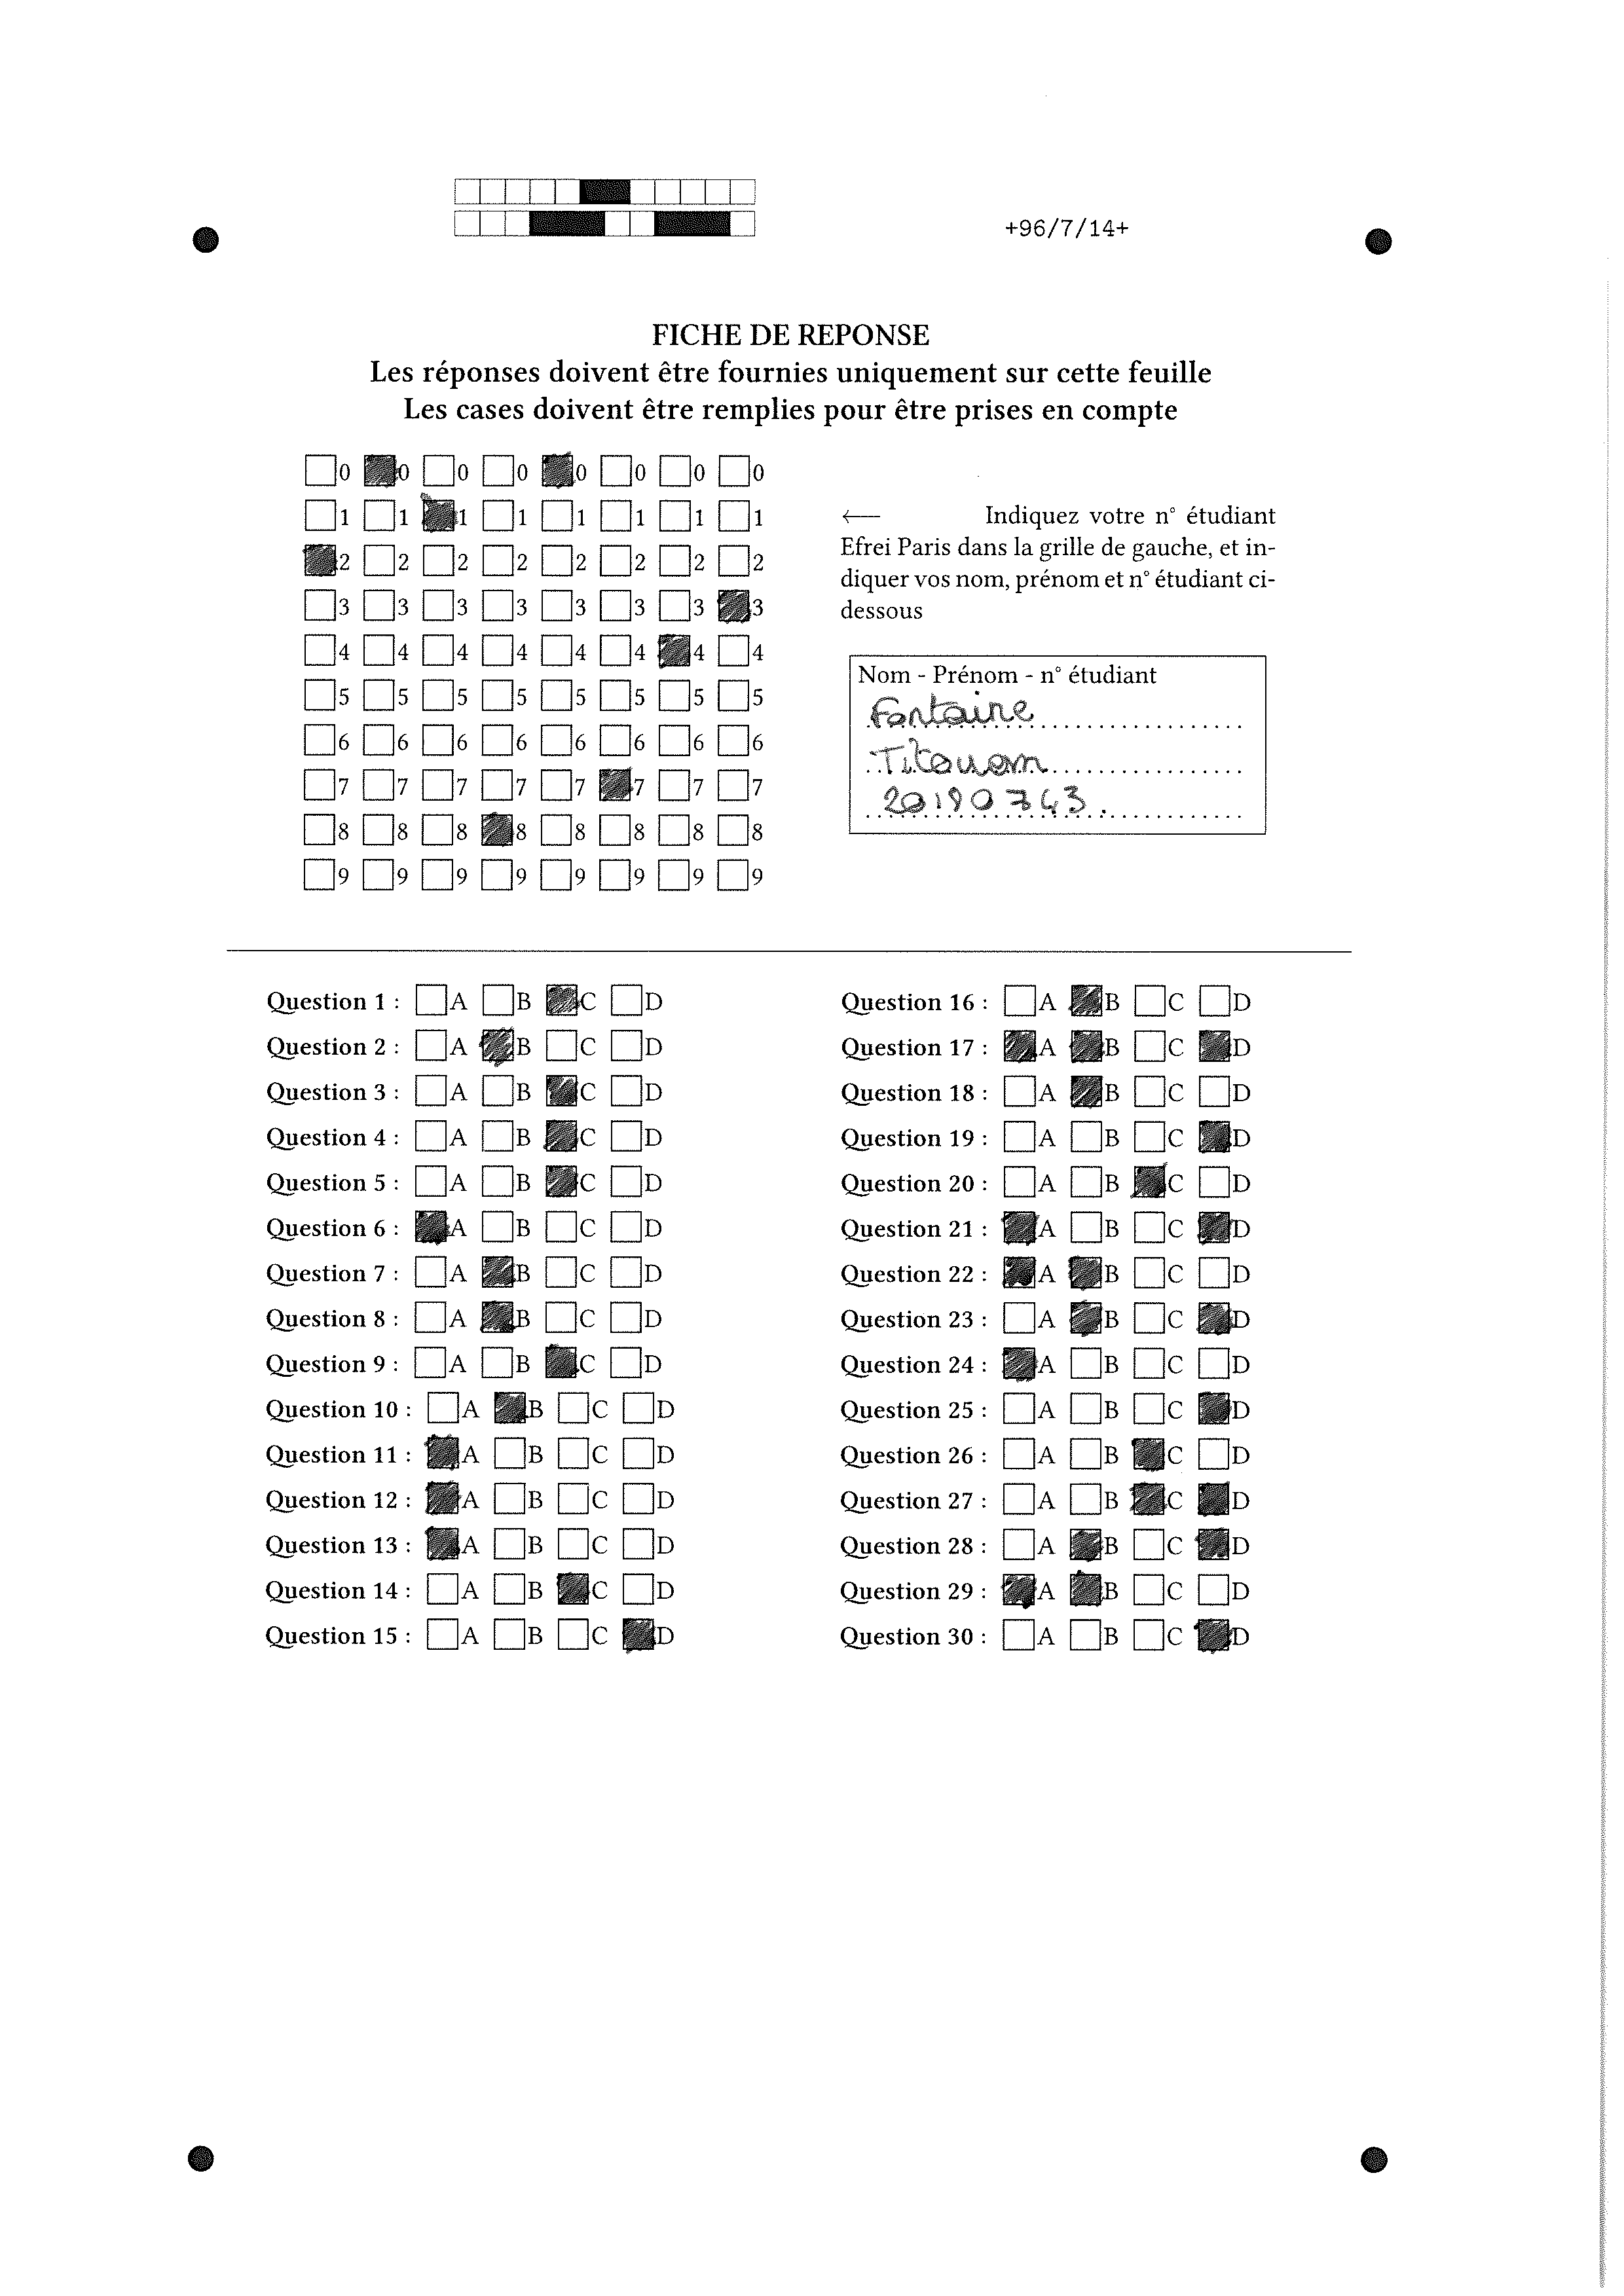 +96/7/14+
FICHE DE REPONSE
Les réponses doivent être fournies uniquement sur cette feuille
Les cases doivent être remplies pour être prises en compte
0 0 0 0 0 0 0 0
1 1 1 1 1 1 1 1
2 2 2 2 2 2 2 2
3 3 3 3 3 3 3 3
4 4 4 4 4 4 4 4
5 5 5 5 5 5 5 5
6 6 6 6 6 6 6 6
7 7 7 7 7 7 7 7
8 8 8 8 8 8 8 8
9 9 9 9 9 9 9 9
← Indiquez votre n° étudiant
Efrei Paris dans la grille de gauche, et in-
diquer vos nom, prénom et n° étudiant ci-
dessous
Nom - Prénom - n° étudiant
Fontaine
Titouan
20180743.
Question 1 : A B C D
Question 2 : A B C D
Question 3 : A B C D
Question 4 : A B C D
Question 5 : A B C D
Question 6 : A B C D
Question 7 : A B C D
Question 8 : A B C D
Question 9 : A B C D
Question 10 : A B C D
Question 11 : A B C D
Question 12 : A B C D
Question 13 : A B C D
Question 14 : A B C D
Question 15 : A B C D
Question 16 : A B C D
Question 17 : A B C D
Question 18 : A B C D
Question 19 : A B C D
Question 20 : A B C D
Question 21 : A B C D
Question 22 : A B C D
Question 23 : A B C D
Question 24 : A B C D
Question 25 : A B C D
Question 26 : A B C D
Question 27 : A B C D
Question 28 : A B C D
Question 29 : A B C D
Question 30 : A B C D